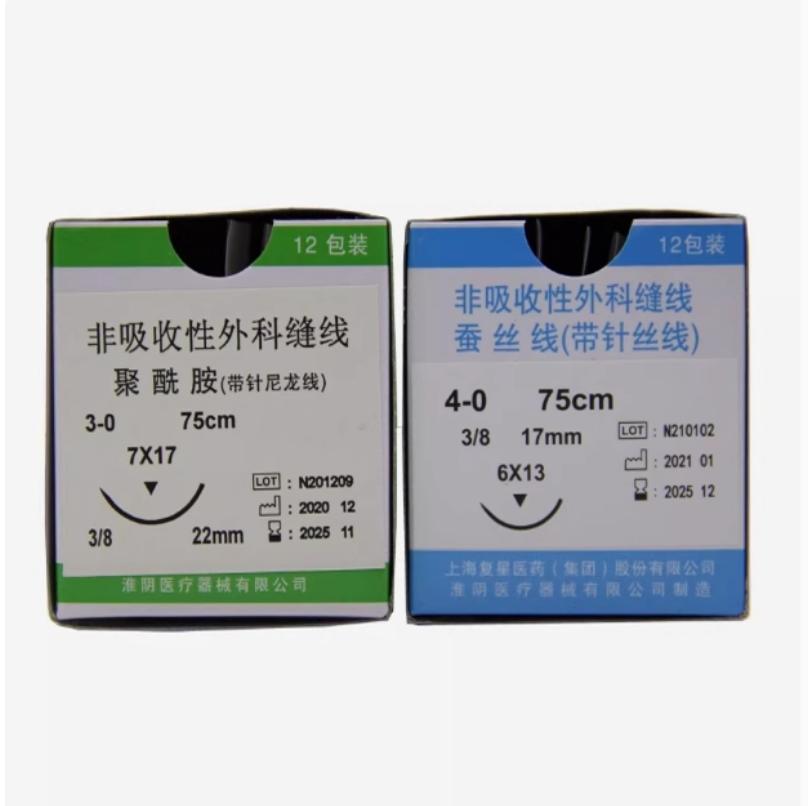 12 包装
非吸收性外科缝线
聚酰胺(带针尼龙线)
3-0 75cm
7X17
3/8 22mm
LOT : N201209
: 2020 12
: 2025 11
淮阴医疗器械有限公司
12包装
非吸收性外科缝线
蚕丝线(带针丝线)
4-0 75cm
3/8 17mm
6X13
LOT : N210102
: 2021 01
: 2025 12
上海复星医药(集团)股份有限公司
淮阴医疗器械有限公司制造